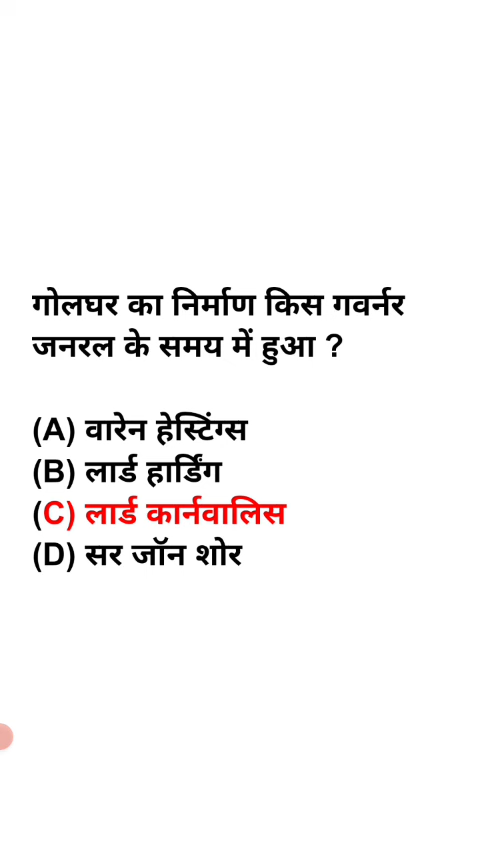 गोलघर का निर्माण किस गवर्नर
जनरल के समय में हुआ ?
(A) वारेन हेस्टिंग्स
(B) लार्ड हार्डिंग
(C) लार्ड कार्नवालिस
(D) सर जॉन शोर